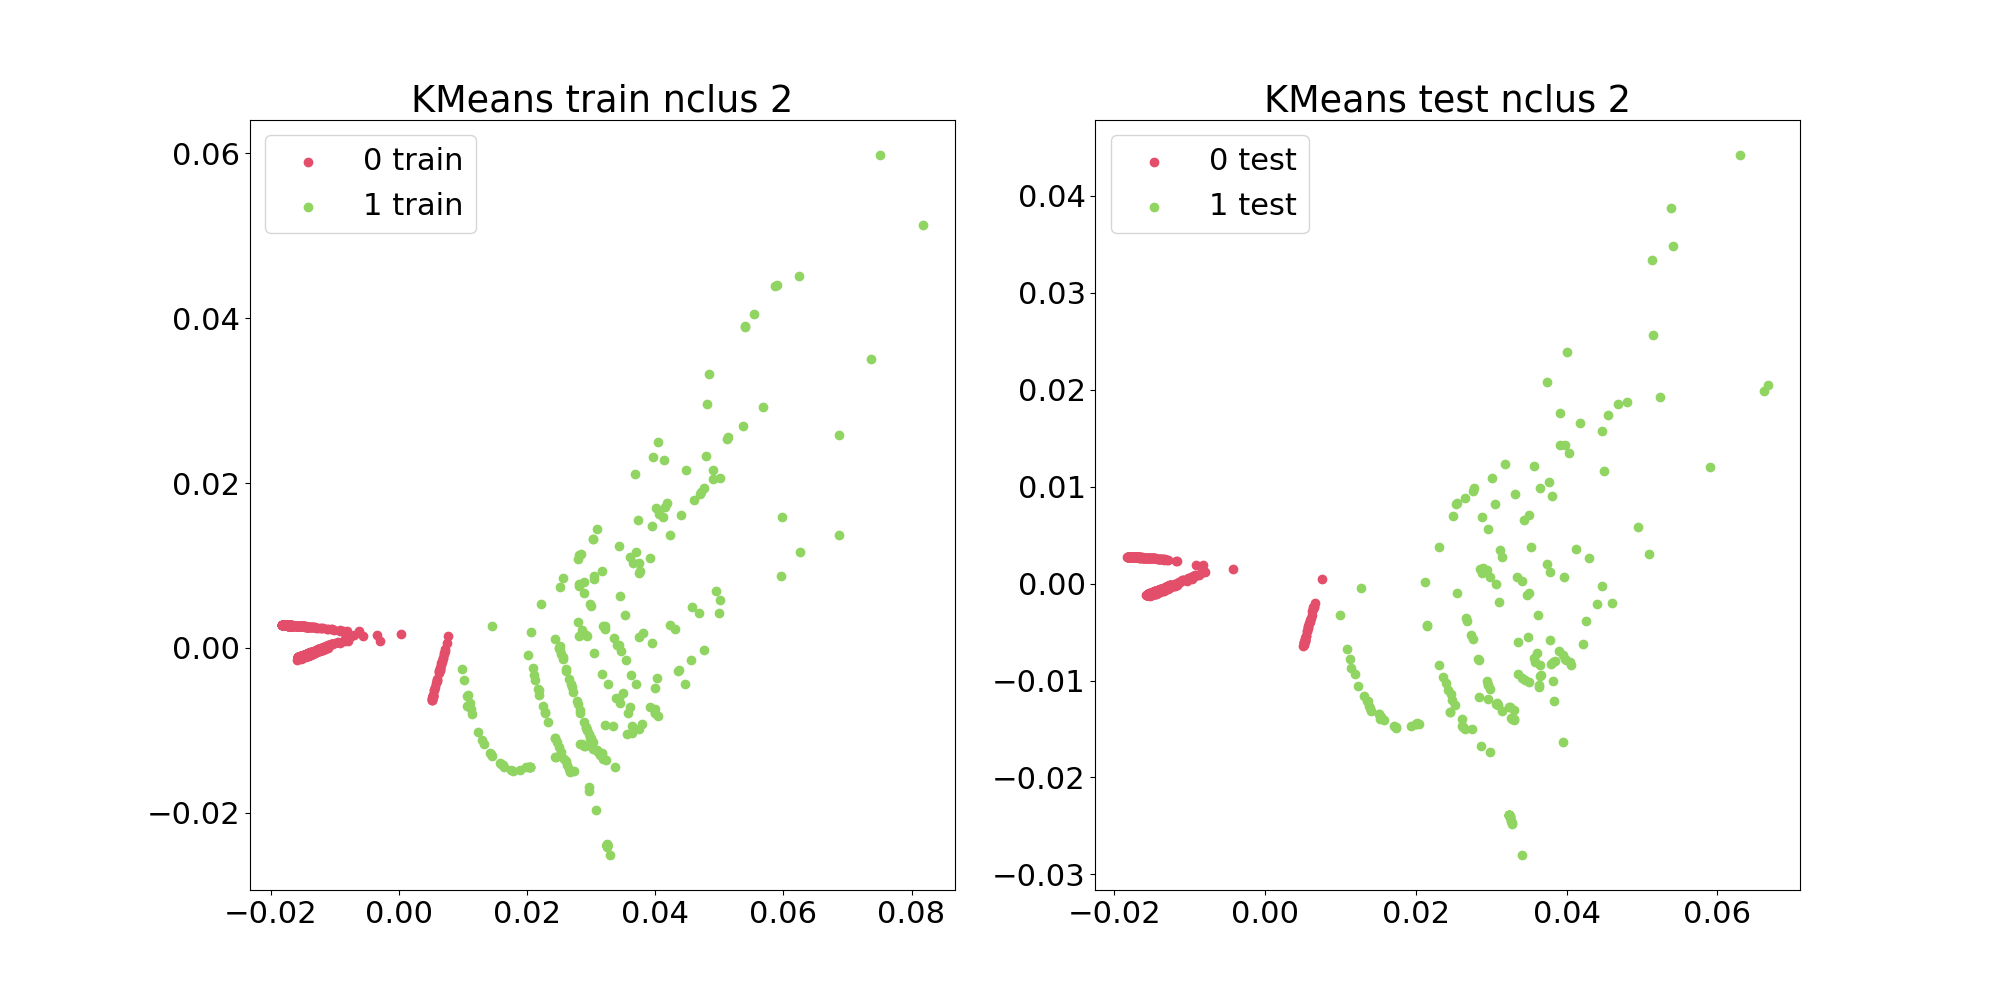 KMeans train nclus 2
0 train
1 train
0.06
0.04
0.02
0.00
−0.02
−0.02 0.00 0.02 0.04 0.06 0.08
KMeans test nclus 2
0 test
1 test
0.04
0.03
0.02
0.01
0.00
−0.01
−0.02
−0.03
−0.02 0.00 0.02 0.04 0.06